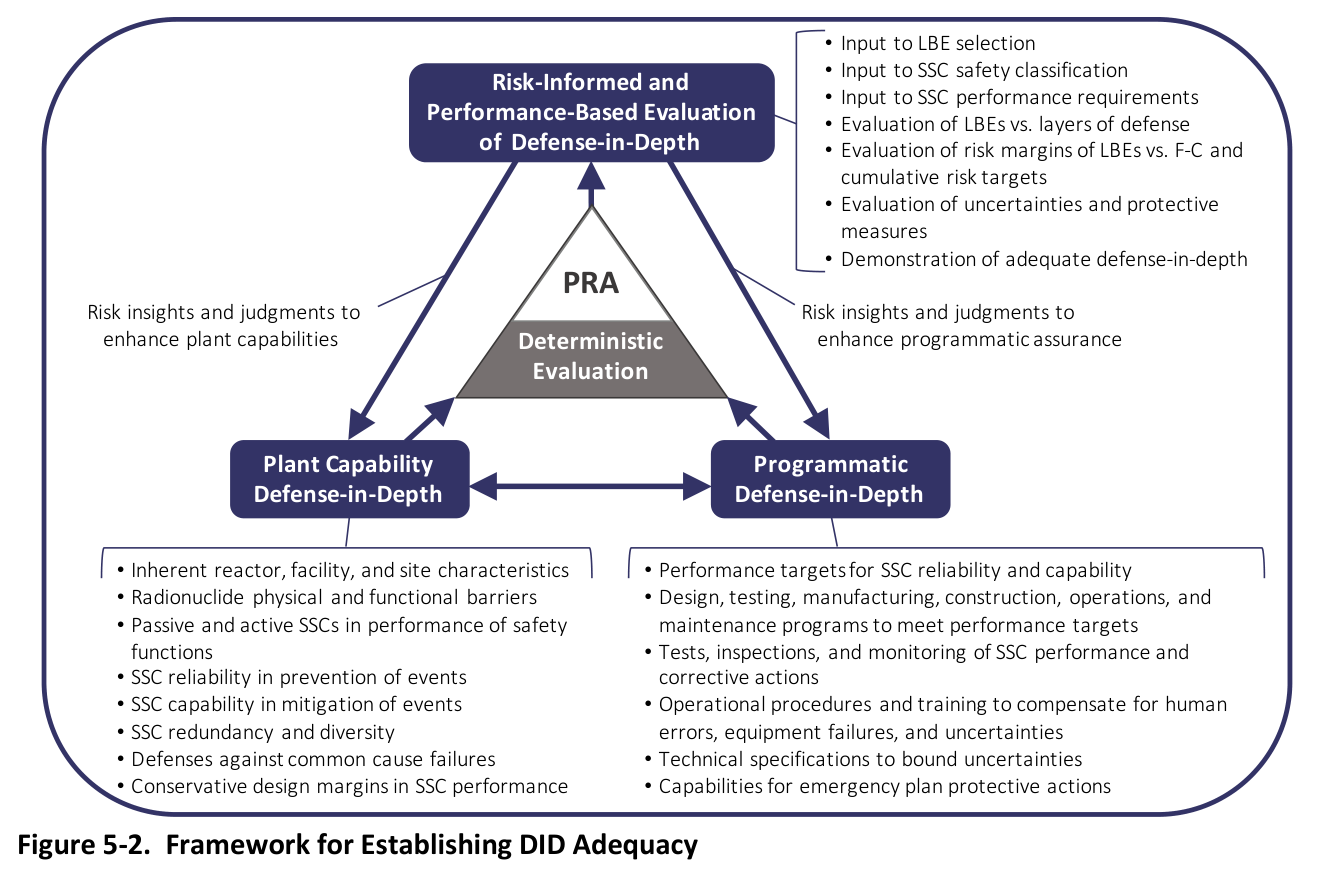 Risk-Informed and
Performance-Based Evaluation
of Defense-in-Depth
• Input to LBE selection
• Input to SSC safety classification
• Input to SSC performance requirements
• Evaluation of LBEs vs. layers of defense
• Evaluation of risk margins of LBEs vs. F-C and
cumulative risk targets
• Evaluation of uncertainties and protective
measures
• Demonstration of adequate defense-in-depth
PRA
Deterministic
Evaluation
Risk insights and judgments to
enhance plant capabilities
Risk insights and judgments to
enhance programmatic assurance
Plant Capability
Defense-in-Depth
Programmatic
Defense-in-Depth
• Inherent reactor, facility, and site characteristics
• Radionuclide physical and functional barriers
• Passive and active SSCs in performance of safety
functions
• SSC reliability in prevention of events
• SSC capability in mitigation of events
• SSC redundancy and diversity
• Defenses against common cause failures
• Conservative design margins in SSC performance
• Performance targets for SSC reliability and capability
• Design, testing, manufacturing, construction, operations, and
maintenance programs to meet performance targets
• Tests, inspections, and monitoring of SSC performance and
corrective actions
• Operational procedures and training to compensate for human
errors, equipment failures, and uncertainties
• Technical specifications to bound uncertainties
• Capabilities for emergency plan protective actions
Figure 5-2. Framework for Establishing DID Adequacy